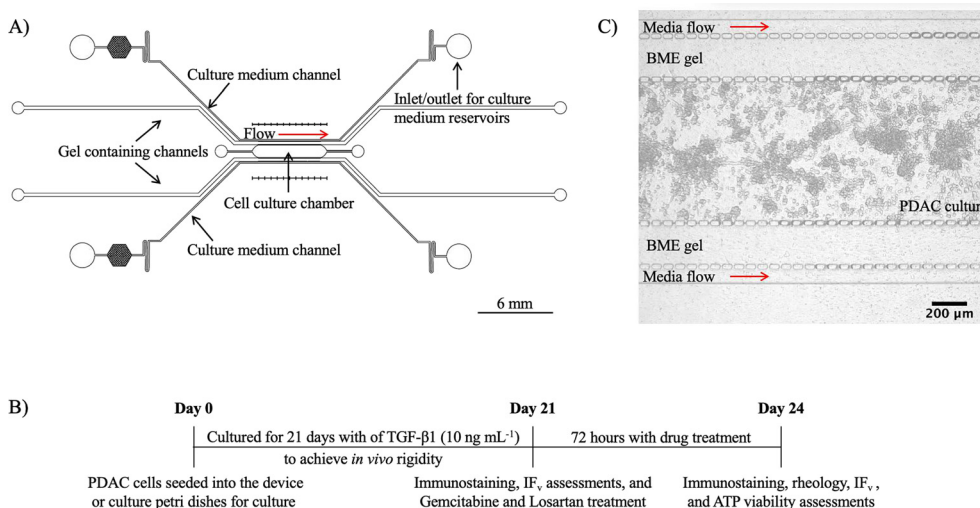 A)
Culture medium channel
Inlet/outlet for culture
medium reservoirs
Flow
Gel containing channels
Cell culture chamber
Culture medium channel
6 mm
C)
Media flow
BME gel
PDAC cultur
BME gel
Media flow
200 µm
B)
Day 0
Day 21
Day 24
Cultured for 21 days with of TGF-β1 (10 ng mL⁻¹)
to achieve in vivo rigidity
72 hours with drug treatment
PDAC cells seeded into the device
or culture petri dishes for culture
Immunostaining, IFᵥ assessments, and
Gemcitabine and Losartan treatment
Immunostaining, rheology, IFᵥ ,
and ATP viability assessments